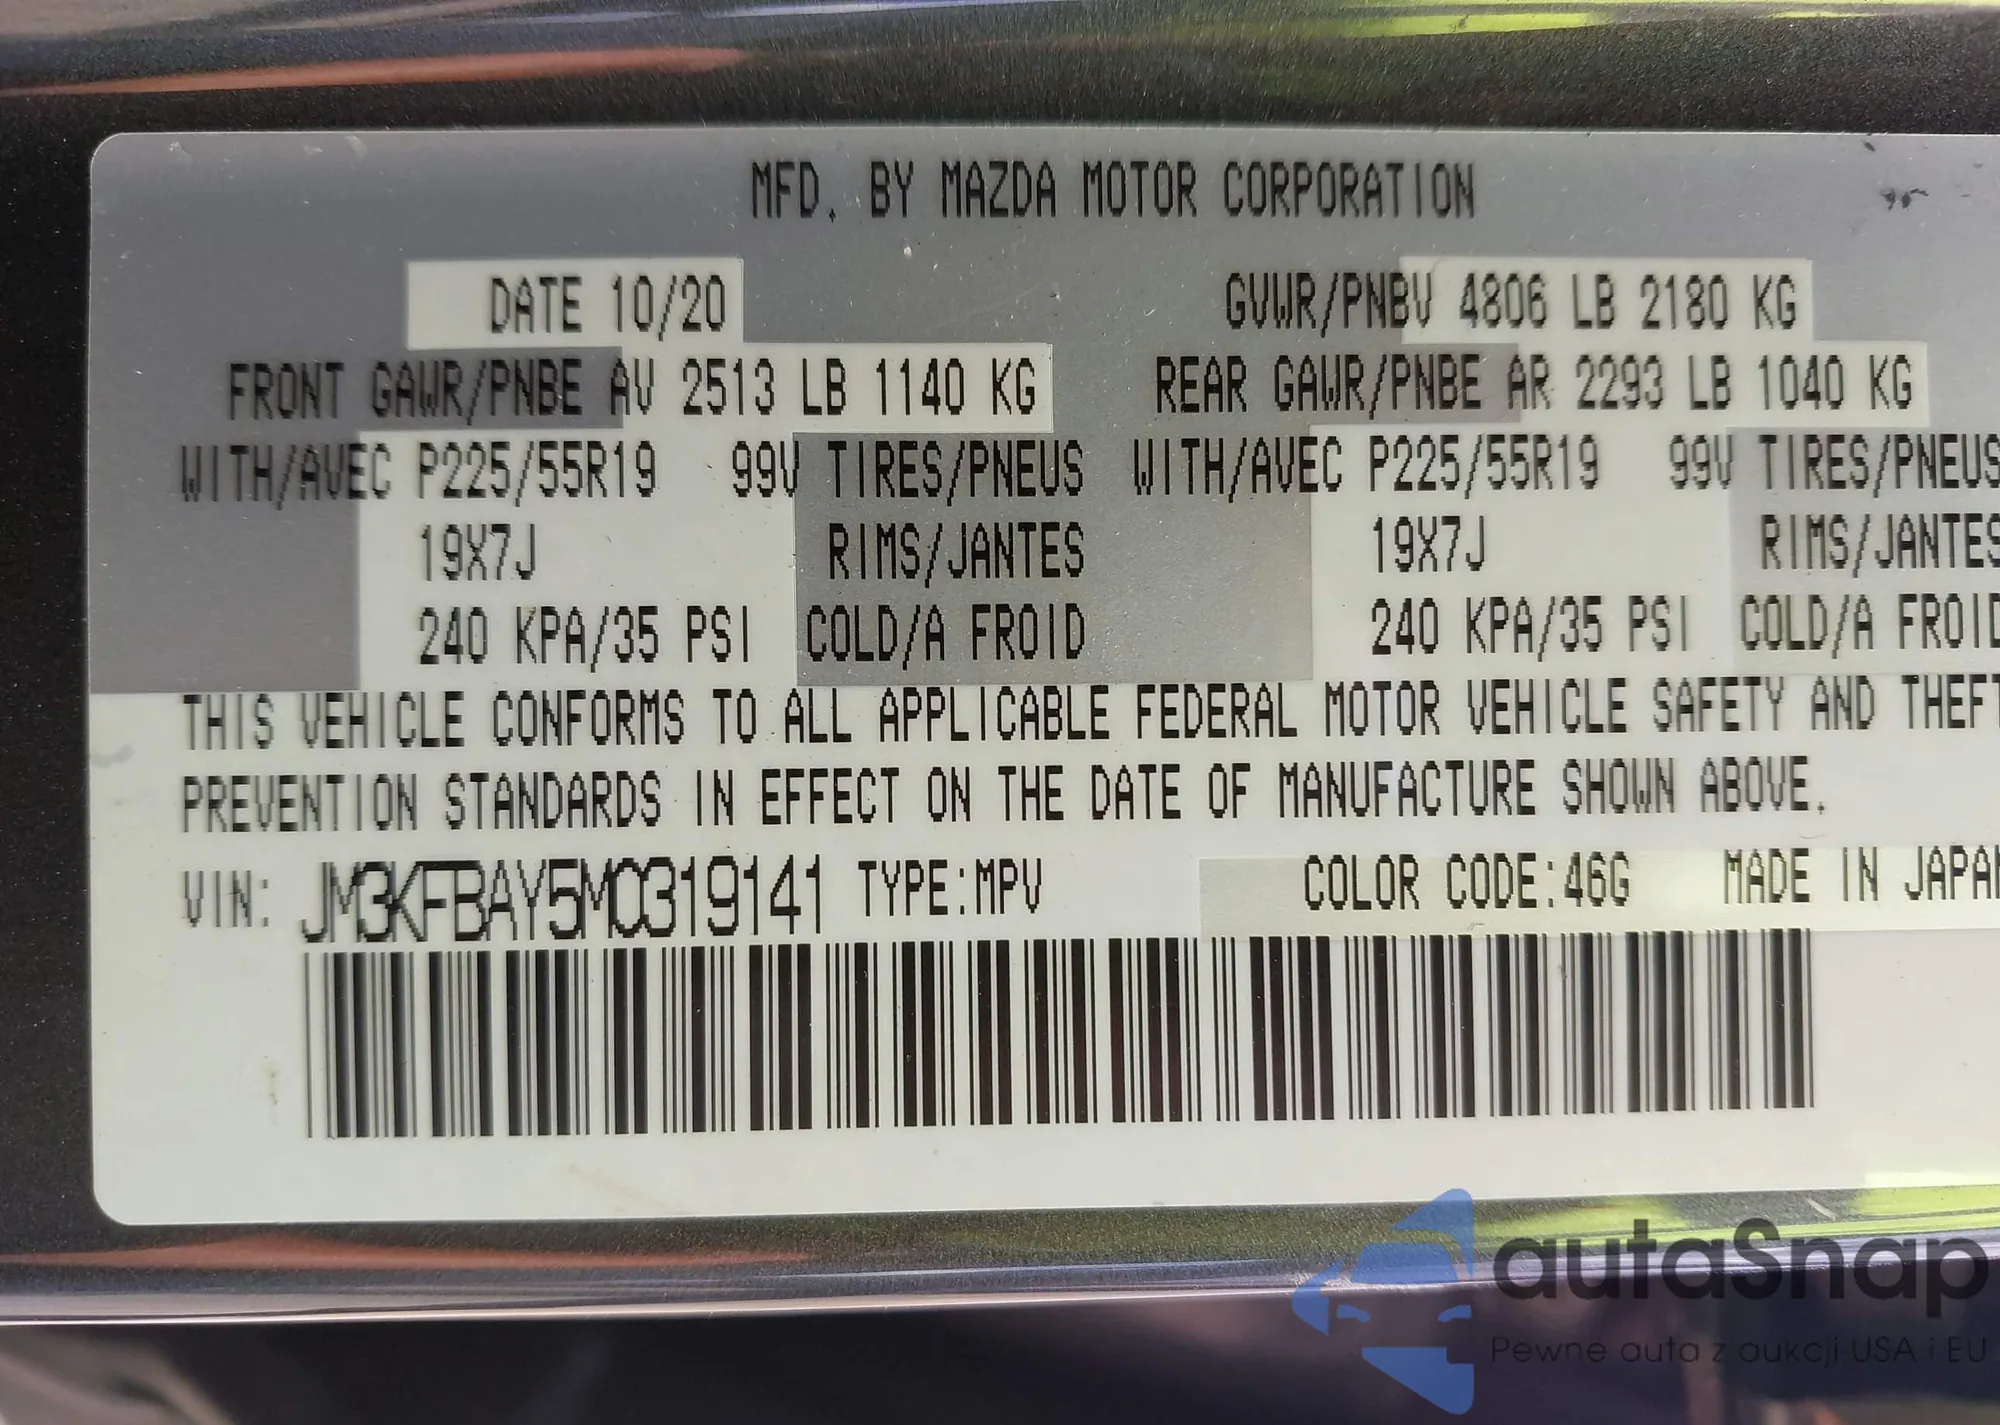 MFD. BY MAZDA MOTOR CORPORATION
DATE 10/20 GVWR/PNBV 4806 LB 2180 KG
FRONT GAWR/PNBE AV 2513 LB 1140 KG REAR GAWR/PNBE AR 2293 LB 1040 KG
WITH/AVEC P225/55R19 99V TIRES/PNEUS WITH/AVEC P225/55R19 99V TIRES/PNEUS
19X7J RIMS/JANTES 19X7J RIMS/JANTES
240 KPA/35 PSI COLD/A FROID 240 KPA/35 PSI COLD/A FROID
THIS VEHICLE CONFORMS TO ALL APPLICABLE FEDERAL MOTOR VEHICLE SAFETY AND THEFT
PREVENTION STANDARDS IN EFFECT ON THE DATE OF MANUFACTURE SHOWN ABOVE.
VIN: JM3KFBAY5M0319141 TYPE:MPV COLOR CODE:46G MADE IN JAPAN
autaSnap
Pewne auta z aukcji USA i EU